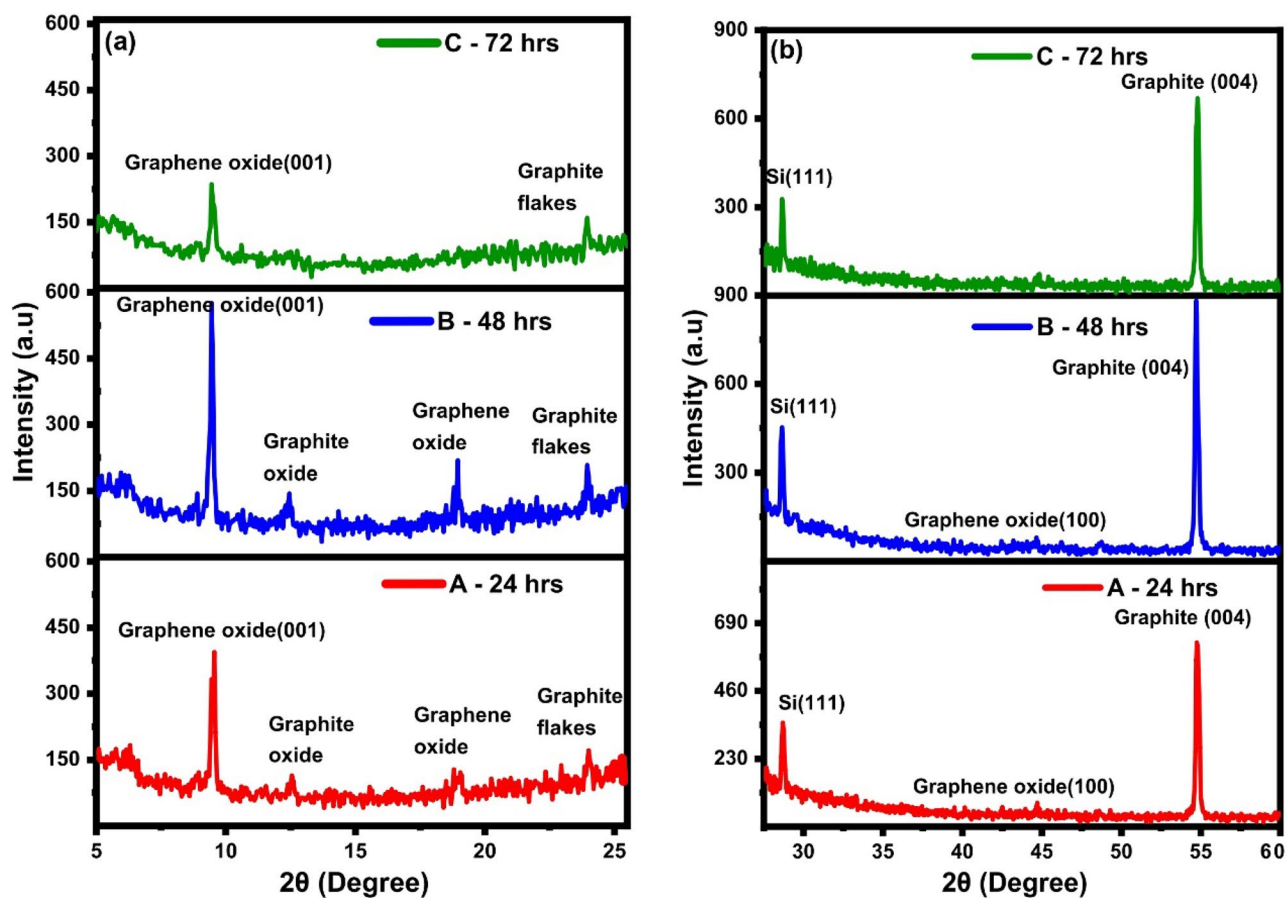 (a)
C - 72 hrs
600
450
300
150
Graphene oxide(001)
Graphite
flakes
B - 48 hrs
600
450
300
150
Graphene oxide(001)
Graphite
oxide
Graphene
oxide
Graphite
flakes
A - 24 hrs
600
450
300
150
Graphene oxide(001)
Graphite
oxide
Graphene
oxide
Graphite
flakes
5 10 15 20 25
2θ (Degree)
Intensity (a.u)
(b)
C - 72 hrs
900
600
300
Graphite (004)
Si(111)
B - 48 hrs
900
600
300
Graphite (004)
Si(111)
Graphene oxide(100)
A - 24 hrs
690
460
230
Graphite (004)
Si(111)
Graphene oxide(100)
30 35 40 45 50 55 60
2θ (Degree)
Intensity (a.u)